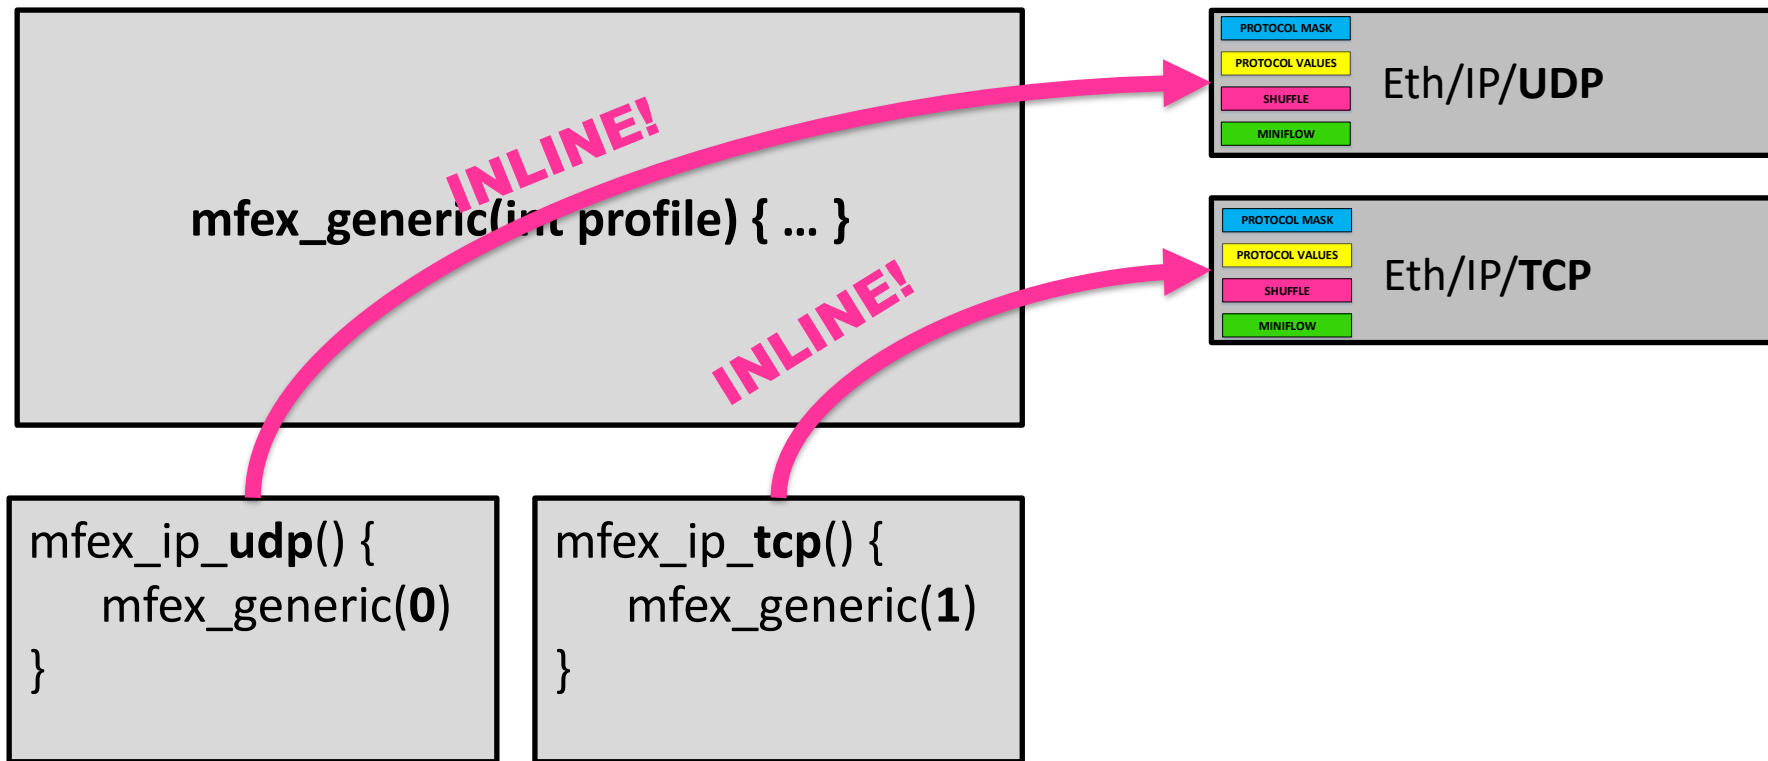 INLINE!
mfex_generic(int profile) { … }
INLINE!
PROTOCOL MASK
PROTOCOL VALUES
SHUFFLE
MINIFLOW
Eth/IP/UDP
PROTOCOL MASK
PROTOCOL VALUES
SHUFFLE
MINIFLOW
Eth/IP/TCP
mfex_ip_udp() {
mfex_generic(0)
}
mfex_ip_tcp() {
mfex_generic(1)
}